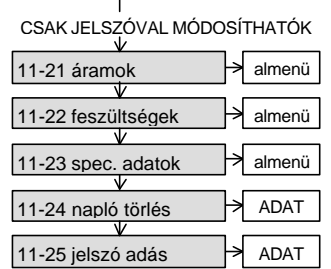 CSAK JELSZÓVAL MÓDOSÍTHATÓK
11-21 áramok almenü
11-22 feszültségek almenü
11-23 spec. adatok almenü
11-24 napló törlés ADAT
11-25 jelszó adás ADAT